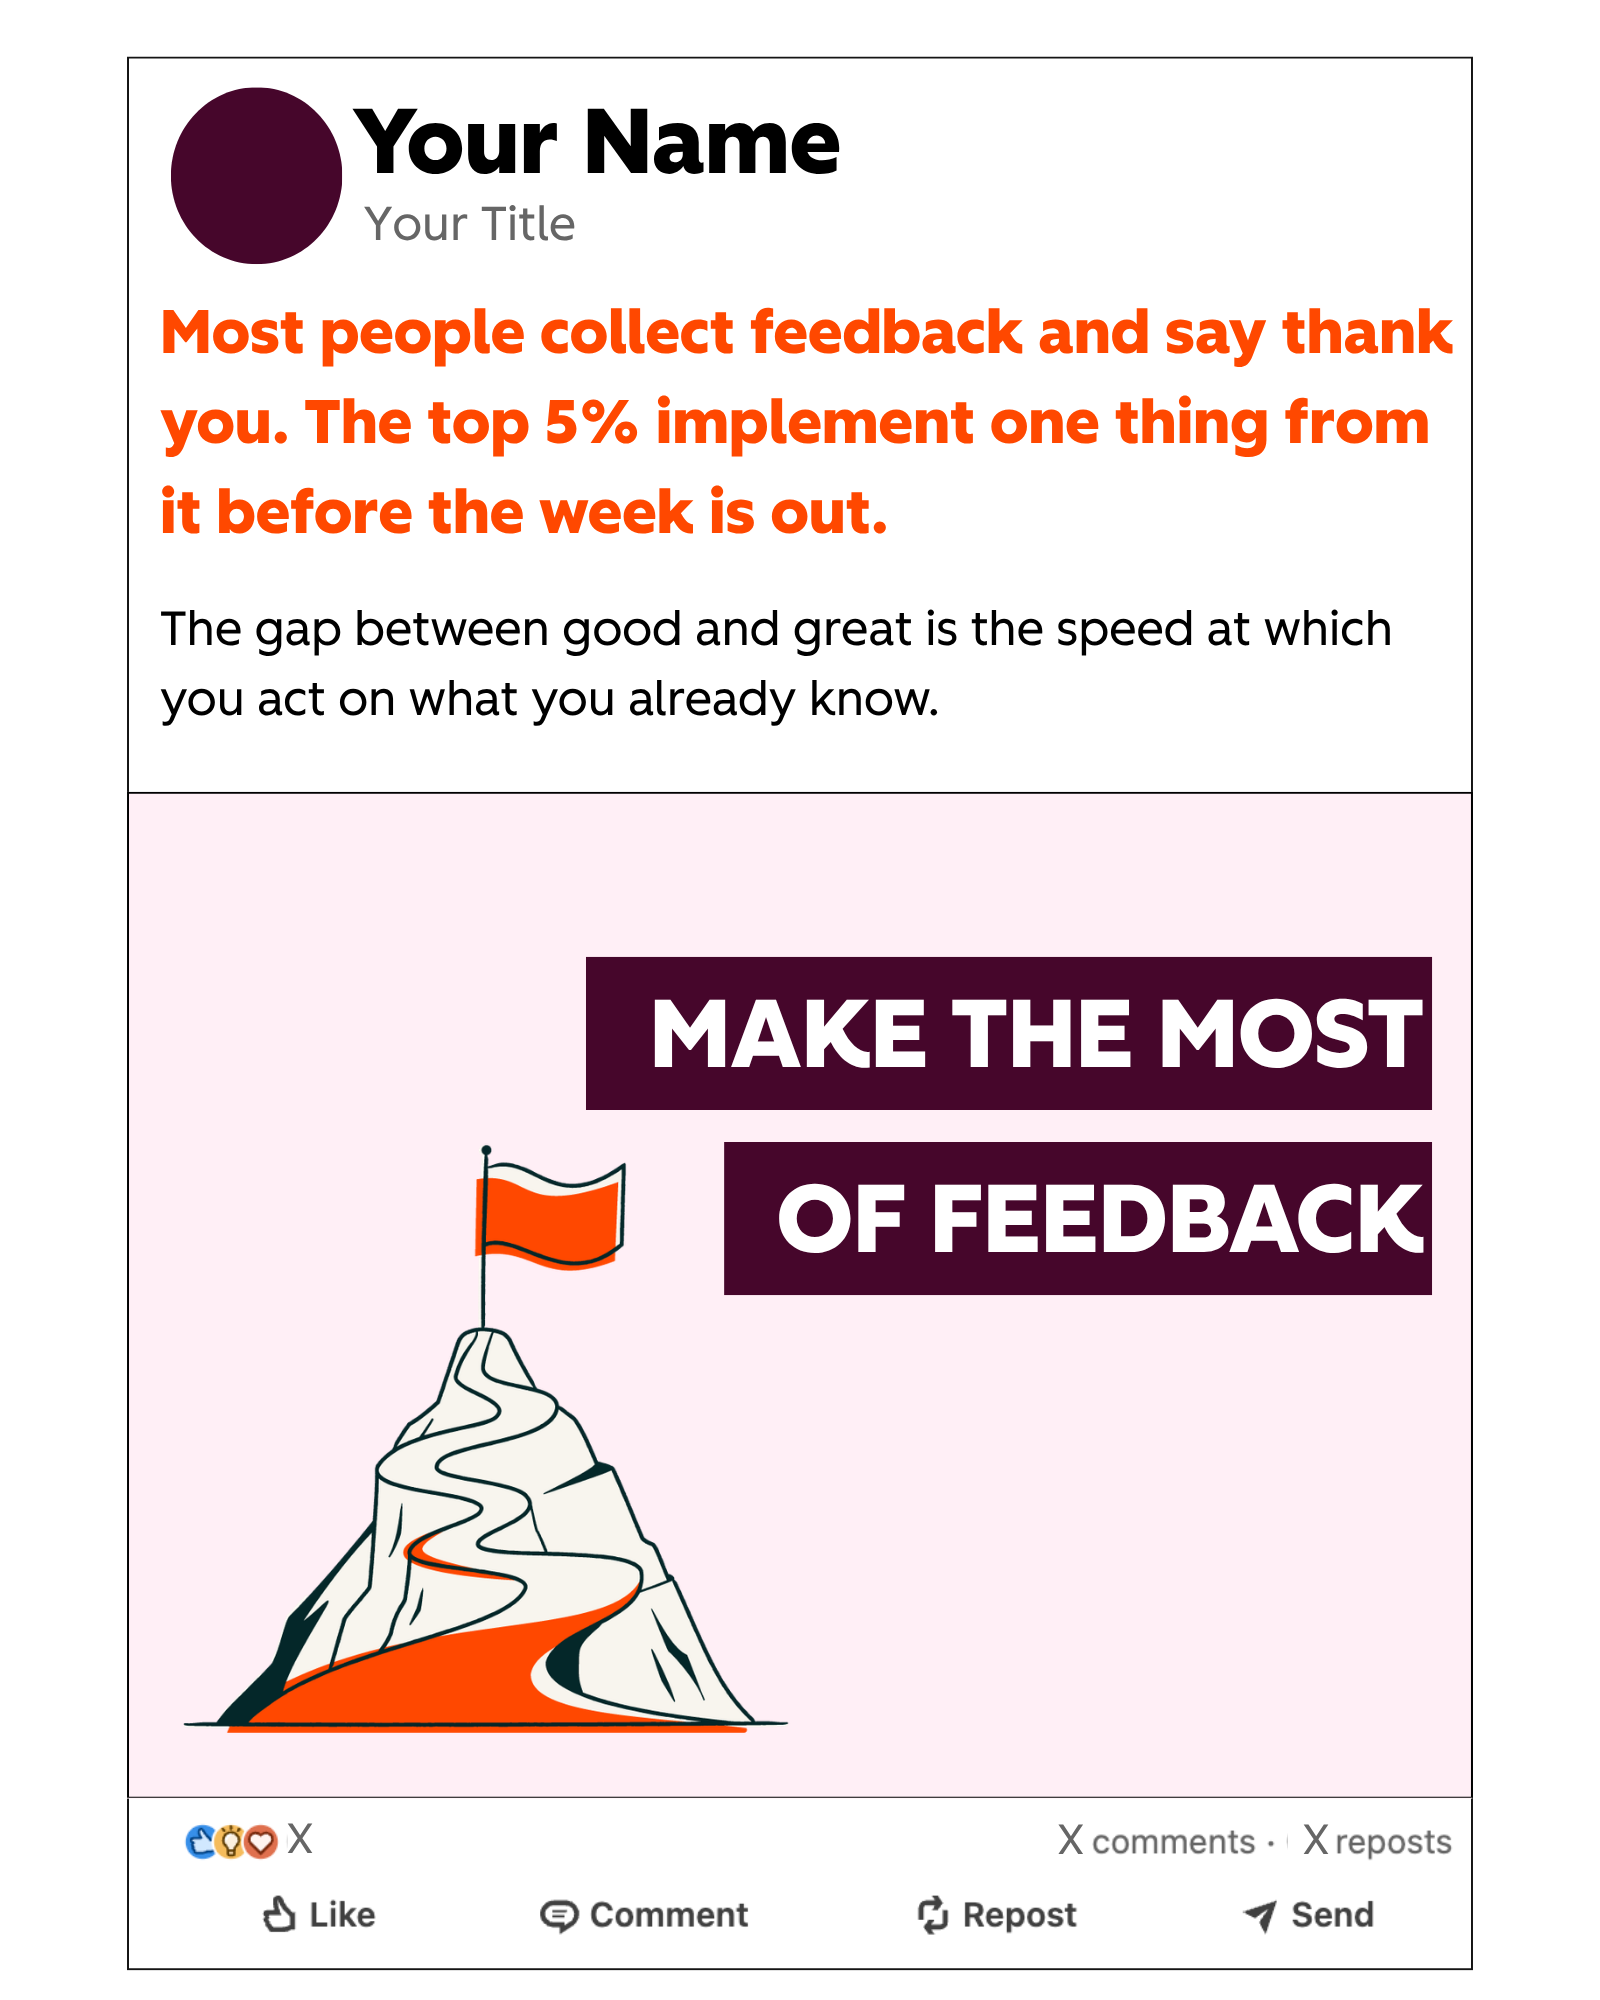 Your Name
Your Title
Most people collect feedback and say thank
you. The top 5% implement one thing from
it before the week is out.
The gap between good and great is the speed at which
you act on what you already know.
MAKE THE MOST
OF FEEDBACK
X
X comments · X reposts
Like
Comment
Repost
Send